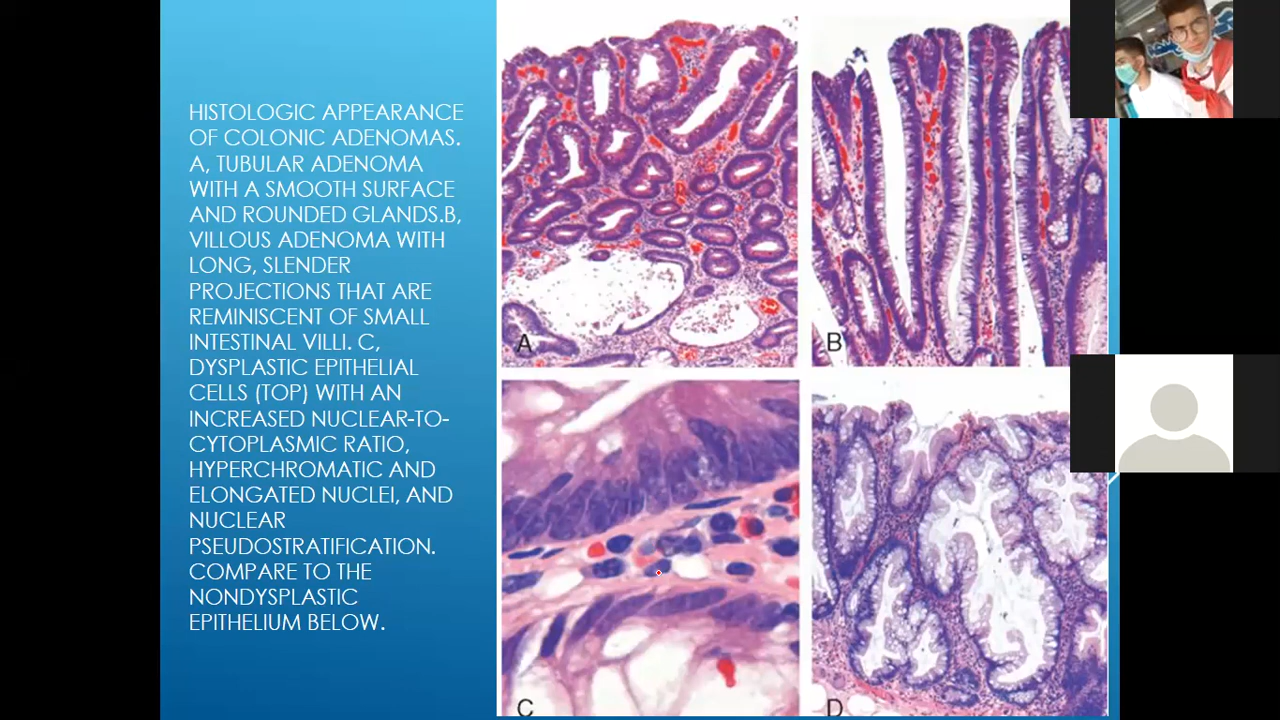 HISTOLOGIC APPEARANCE
OF COLONIC ADENOMAS.
A, TUBULAR ADENOMA
WITH A SMOOTH SURFACE
AND ROUNDED GLANDS.B,
VILLOUS ADENOMA WITH
LONG, SLENDER
PROJECTIONS THAT ARE
REMINISCENT OF SMALL
INTESTINAL VILLI. C,
DYSPLASTIC EPITHELIAL
CELLS (TOP) WITH AN
INCREASED NUCLEAR-TO-
CYTOPLASMIC RATIO,
HYPERCHROMATIC AND
ELONGATED NUCLEI, AND
NUCLEAR
PSEUDOSTRATIFICATION.
COMPARE TO THE
NONDYSPLASTIC
EPITHELIUM BELOW.
A
B
C
D